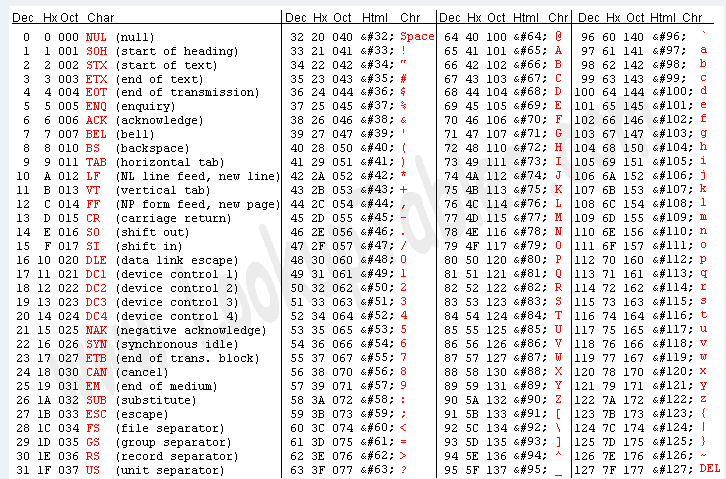 Dec Hx Oct Char Dec Hx Oct Html Chr Dec Hx Oct Html Chr Dec Hx Oct Html Chr
0 0 000 NUL (null) 32 20 040 &#32; Space 64 40 100 &#64; @ 96 60 140 &#96; `
1 1 001 SOH (start of heading) 33 21 041 &#33; ! 65 41 101 &#65; A 97 61 141 &#97; a
2 2 002 STX (start of text) 34 22 042 &#34; " 66 42 102 &#66; B 98 62 142 &#98; b
3 3 003 ETX (end of text) 35 23 043 &#35; # 67 43 103 &#67; C 99 63 143 &#99; c
4 4 004 EOT (end of transmission) 36 24 044 &#36; $ 68 44 104 &#68; D 100 64 144 &#100; d
5 5 005 ENQ (enquiry) 37 25 045 &#37; % 69 45 105 &#69; E 101 65 145 &#101; e
6 6 006 ACK (acknowledge) 38 26 046 &#38; & 70 46 106 &#70; F 102 66 146 &#102; f
7 7 007 BEL (bell) 39 27 047 &#39; ' 71 47 107 &#71; G 103 67 147 &#103; g
8 8 010 BS (backspace) 40 28 050 &#40; ( 72 48 110 &#72; H 104 68 150 &#104; h
9 9 011 TAB (horizontal tab) 41 29 051 &#41; ) 73 49 111 &#73; I 105 69 151 &#105; i
10 A 012 LF (NL line feed, new line) 42 2A 052 &#42; * 74 4A 112 &#74; J 106 6A 152 &#106; j
11 B 013 VT (vertical tab) 43 2B 053 &#43; + 75 4B 113 &#75; K 107 6B 153 &#107; k
12 C 014 FF (NP form feed, new page) 44 2C 054 &#44; , 76 4C 114 &#76; L 108 6C 154 &#108; l
13 D 015 CR (carriage return) 45 2D 055 &#45; - 77 4D 115 &#77; M 109 6D 155 &#109; m
14 E 016 SO (shift out) 46 2E 056 &#46; . 78 4E 116 &#78; N 110 6E 156 &#110; n
15 F 017 SI (shift in) 47 2F 057 &#47; / 79 4F 117 &#79; O 111 6F 157 &#111; o
16 10 020 DLE (data link escape) 48 30 060 &#48; 0 80 50 120 &#80; P 112 70 160 &#112; p
17 11 021 DC1 (device control 1) 49 31 061 &#49; 1 81 51 121 &#81; Q 113 71 161 &#113; q
18 12 022 DC2 (device control 2) 50 32 062 &#50; 2 82 52 122 &#82; R 114 72 162 &#114; r
19 13 023 DC3 (device control 3) 51 33 063 &#51; 3 83 53 123 &#83; S 115 73 163 &#115; s
20 14 024 DC4 (device control 4) 52 34 064 &#52; 4 84 54 124 &#84; T 116 74 164 &#116; t
21 15 025 NAK (negative acknowledge) 53 35 065 &#53; 5 85 55 125 &#85; U 117 75 165 &#117; u
22 16 026 SYN (synchronous idle) 54 36 066 &#54; 6 86 56 126 &#86; V 118 76 166 &#118; v
23 17 027 ETB (end of trans. block) 55 37 067 &#55; 7 87 57 127 &#87; W 119 77 167 &#119; w
24 18 030 CAN (cancel) 56 38 070 &#56; 8 88 58 130 &#88; X 120 78 170 &#120; x
25 19 031 EM (end of medium) 57 39 071 &#57; 9 89 59 131 &#89; Y 121 79 171 &#121; y
26 1A 032 SUB (substitute) 58 3A 072 &#58; : 90 5A 132 &#90; Z 122 7A 172 &#122; z
27 1B 033 ESC (escape) 59 3B 073 &#59; ; 91 5B 133 &#91; [ 123 7B 173 &#123; {
28 1C 034 FS (file separator) 60 3C 074 &#60; < 92 5C 134 &#92; \ 124 7C 174 &#124; |
29 1D 035 GS (group separator) 61 3D 075 &#61; = 93 5D 135 &#93; ] 125 7D 175 &#125; }
30 1E 036 RS (record separator) 62 3E 076 &#62; > 94 5E 136 &#94; ^ 126 7E 176 &#126; ~
31 1F 037 US (unit separator) 63 3F 077 &#63; ? 95 5F 137 &#95; _ 127 7F 177 &#127; DEL